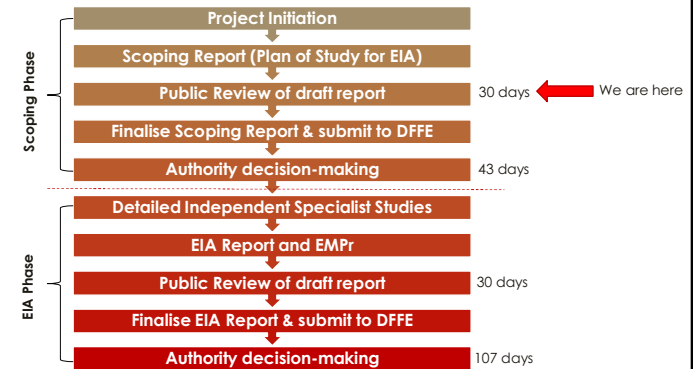 Project Initiation
Scoping Report (Plan of Study for EIA)
Public Review of draft report
30 days
We are here
Finalise Scoping Report & submit to DFFE
Authority decision-making
43 days
Scoping Phase
Detailed Independent Specialist Studies
EIA Report and EMPr
Public Review of draft report
30 days
Finalise EIA Report & submit to DFFE
Authority decision-making
107 days
EIA Phase